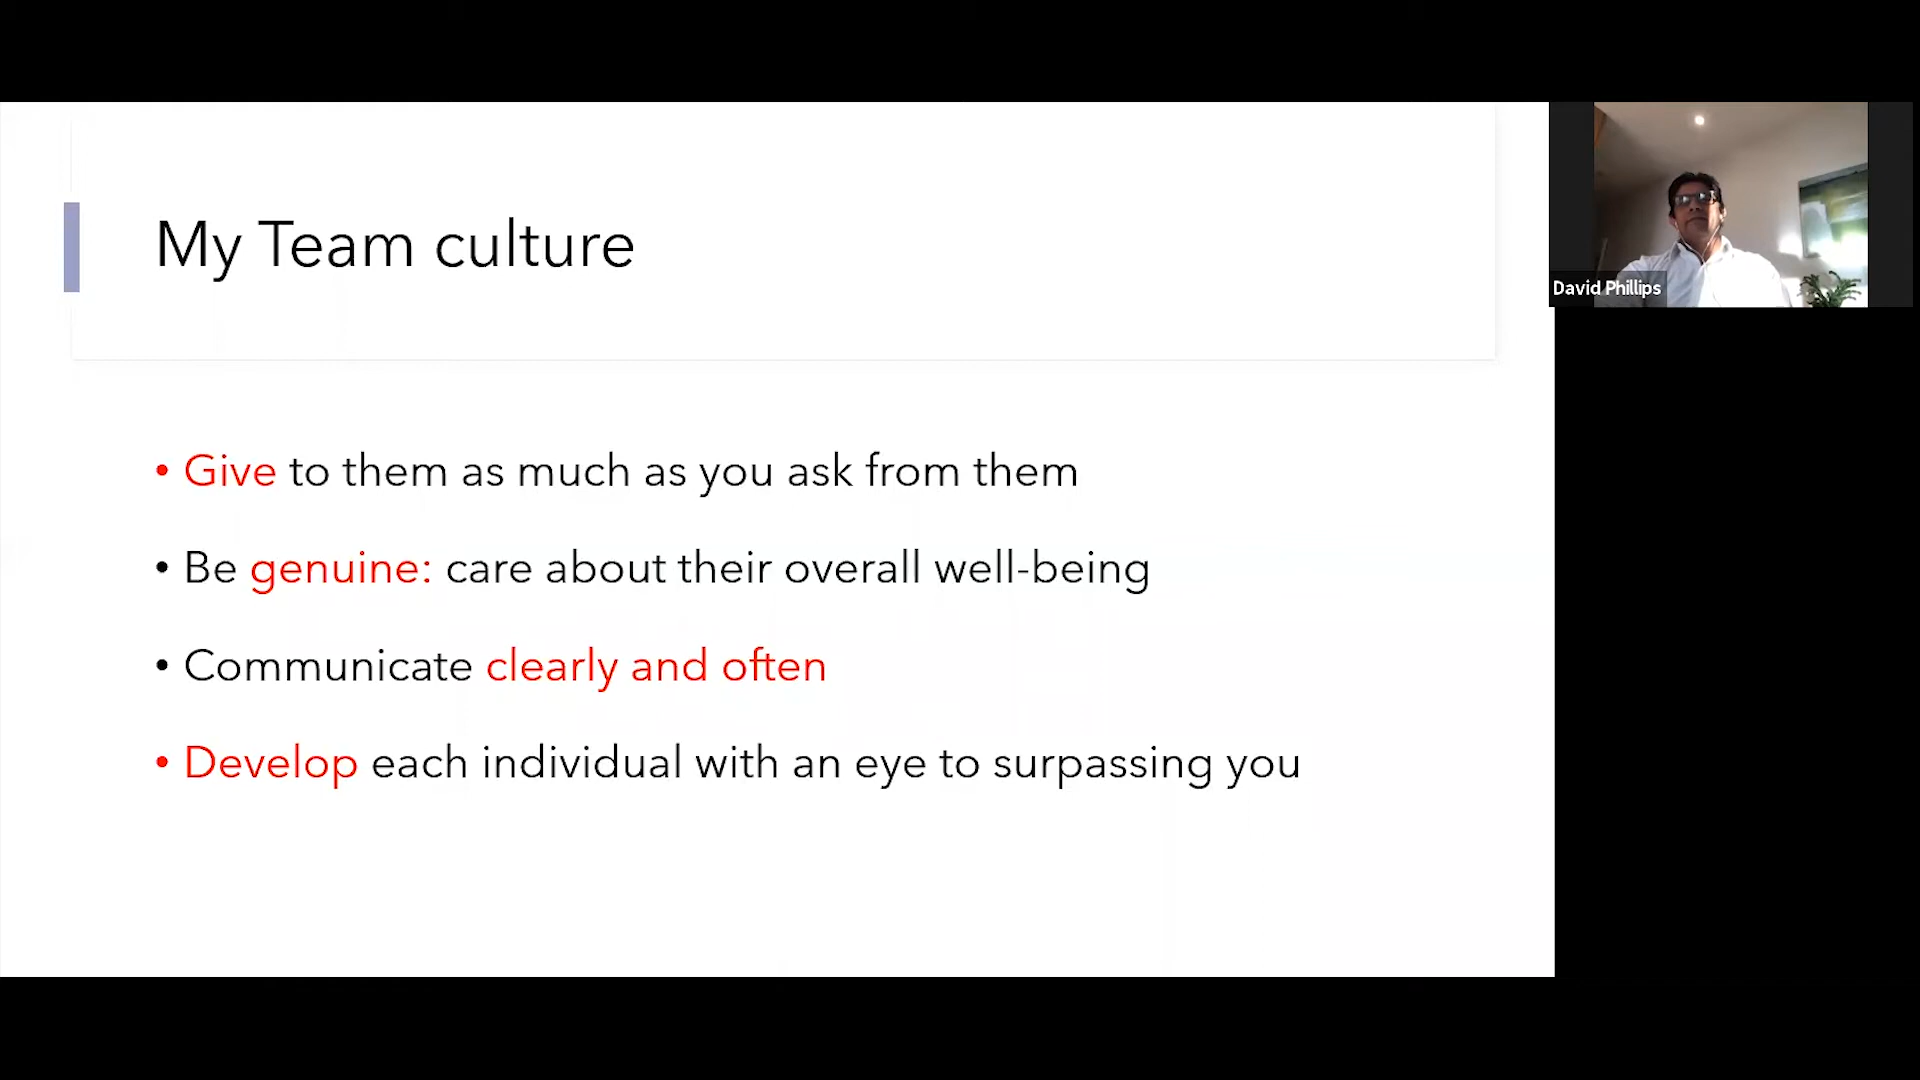 My Team culture
David Phillips
• Give to them as much as you ask from them
• Be genuine: care about their overall well-being
• Communicate clearly and often
• Develop each individual with an eye to surpassing you